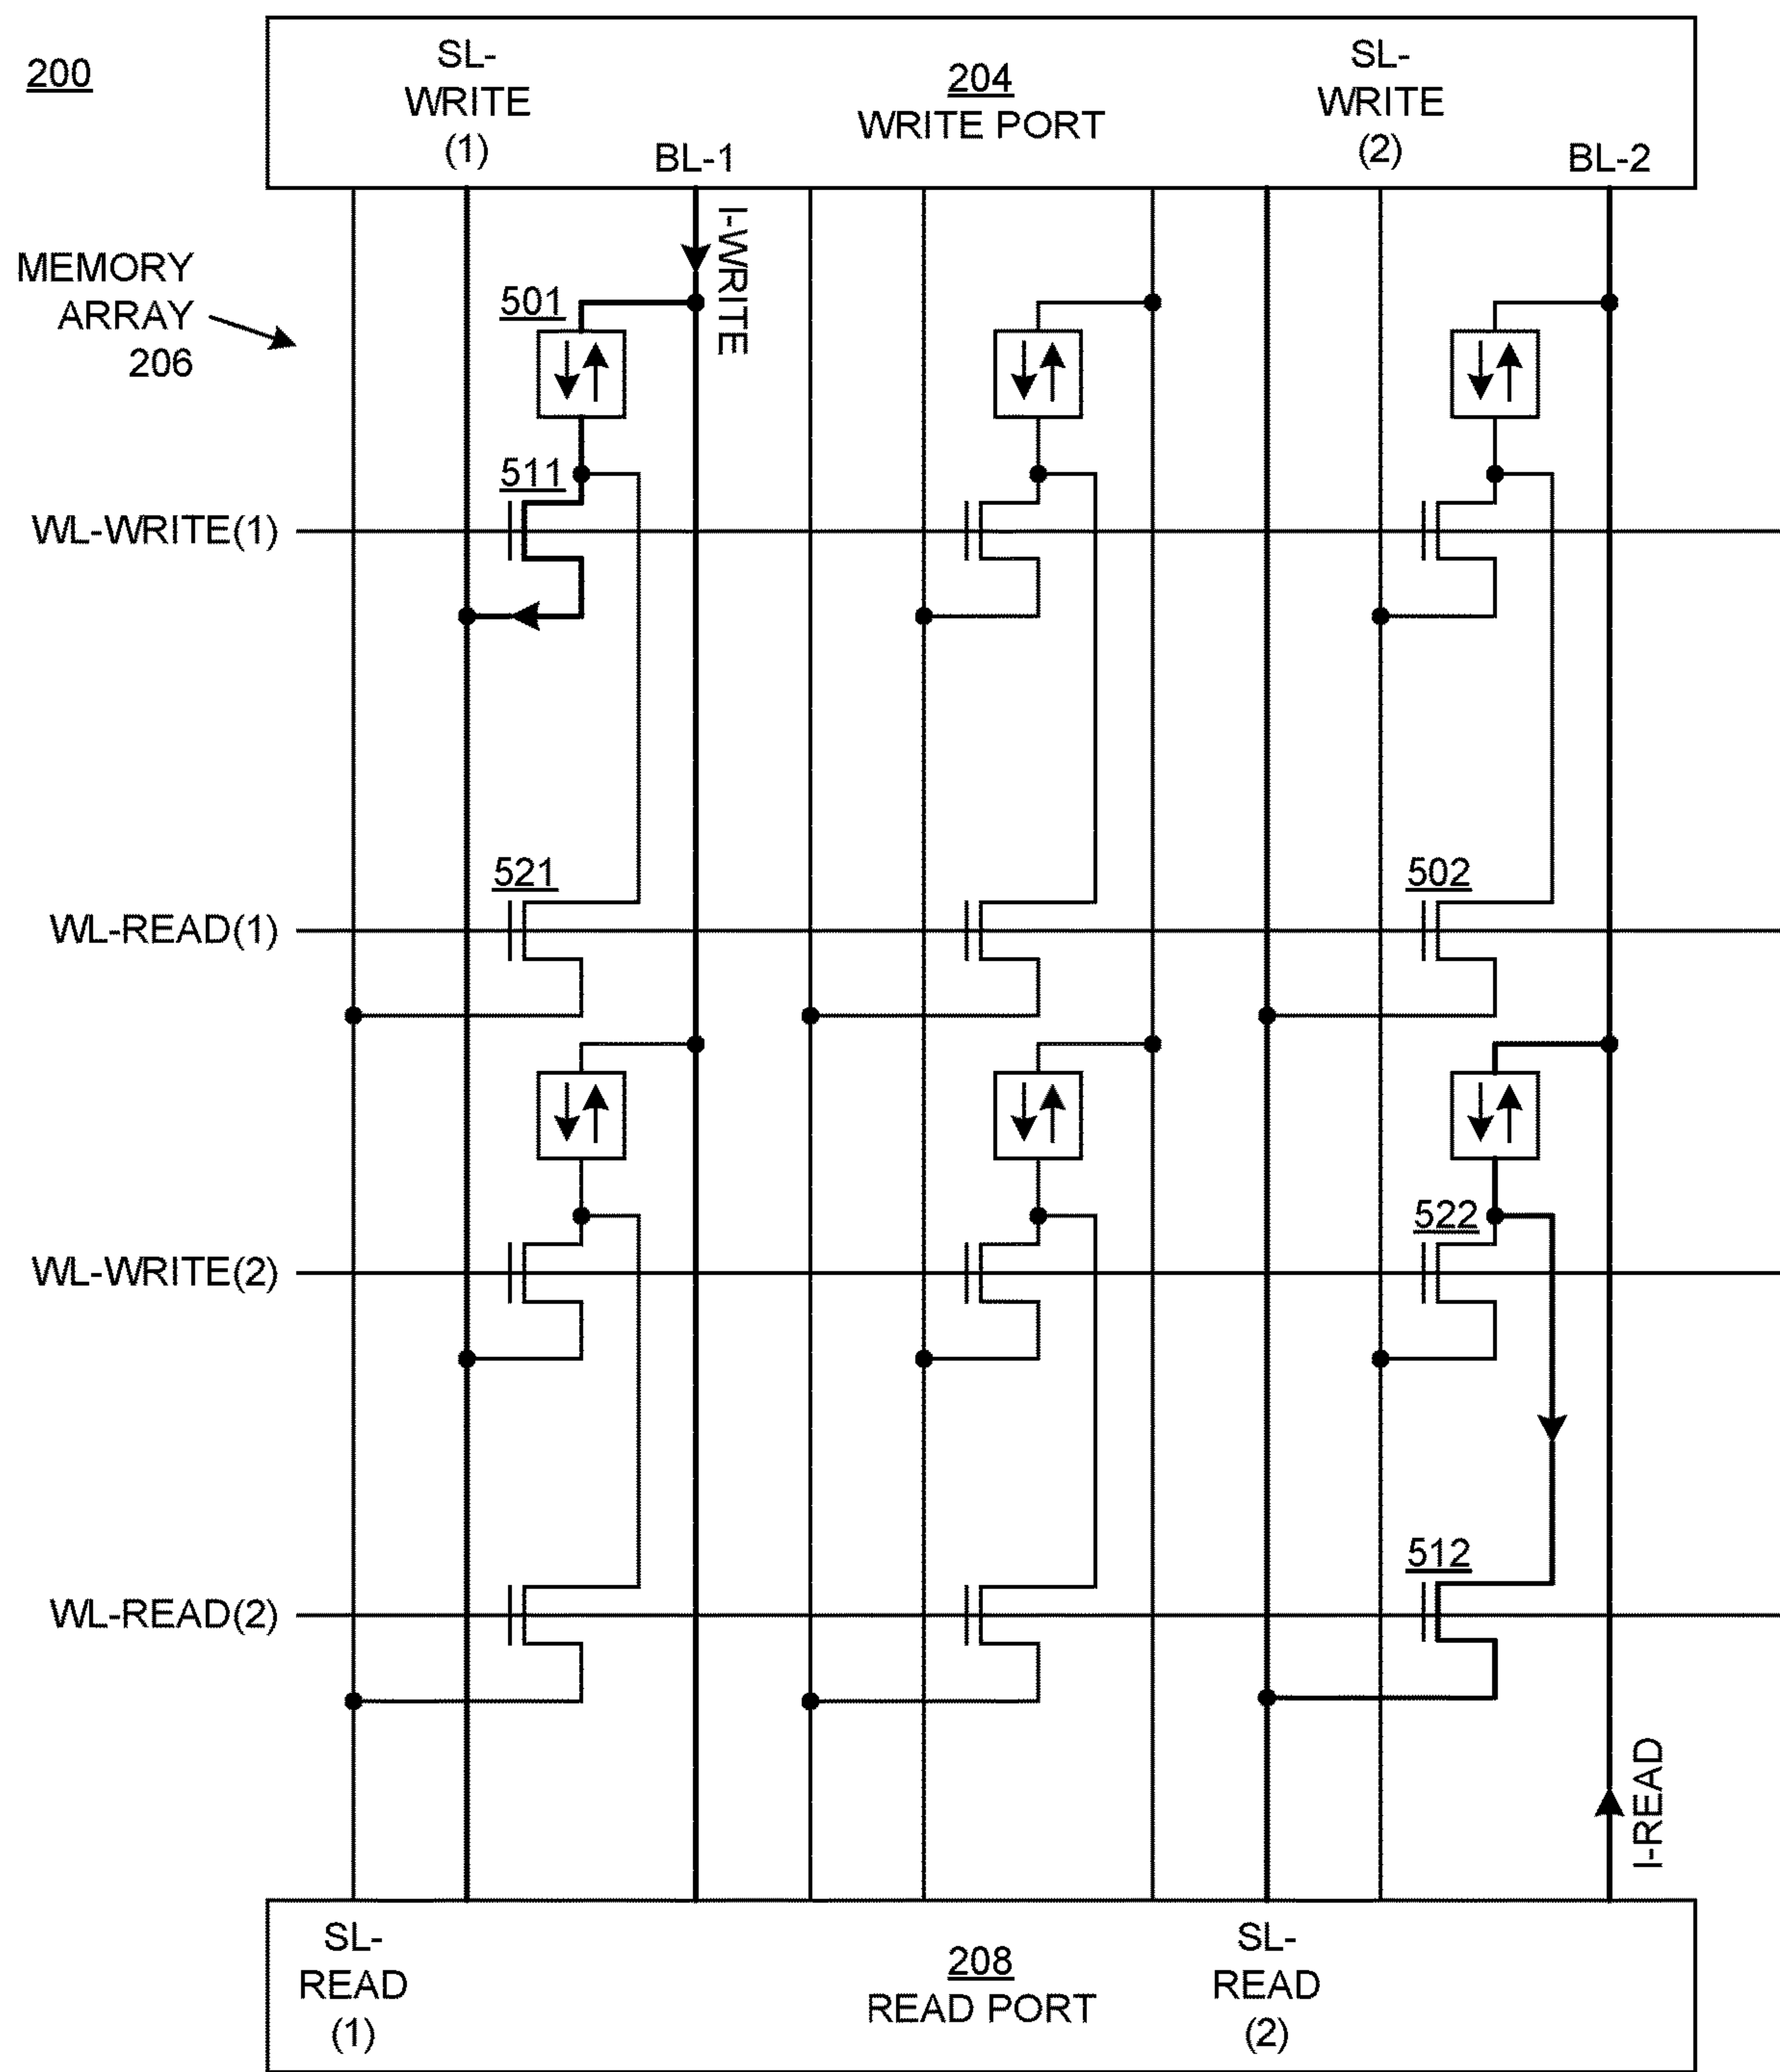 200
SL-
WRITE
(1)
204
WRITE PORT
SL-
WRITE
(2)
BL-1
BL-2
I-WRITE
MEMORY
ARRAY
206
501
511
WL-WRITE(1)
521
502
WL-READ(1)
522
WL-WRITE(2)
512
WL-READ(2)
I-READ
SL-
READ
(1)
208
READ PORT
SL-
READ
(2)